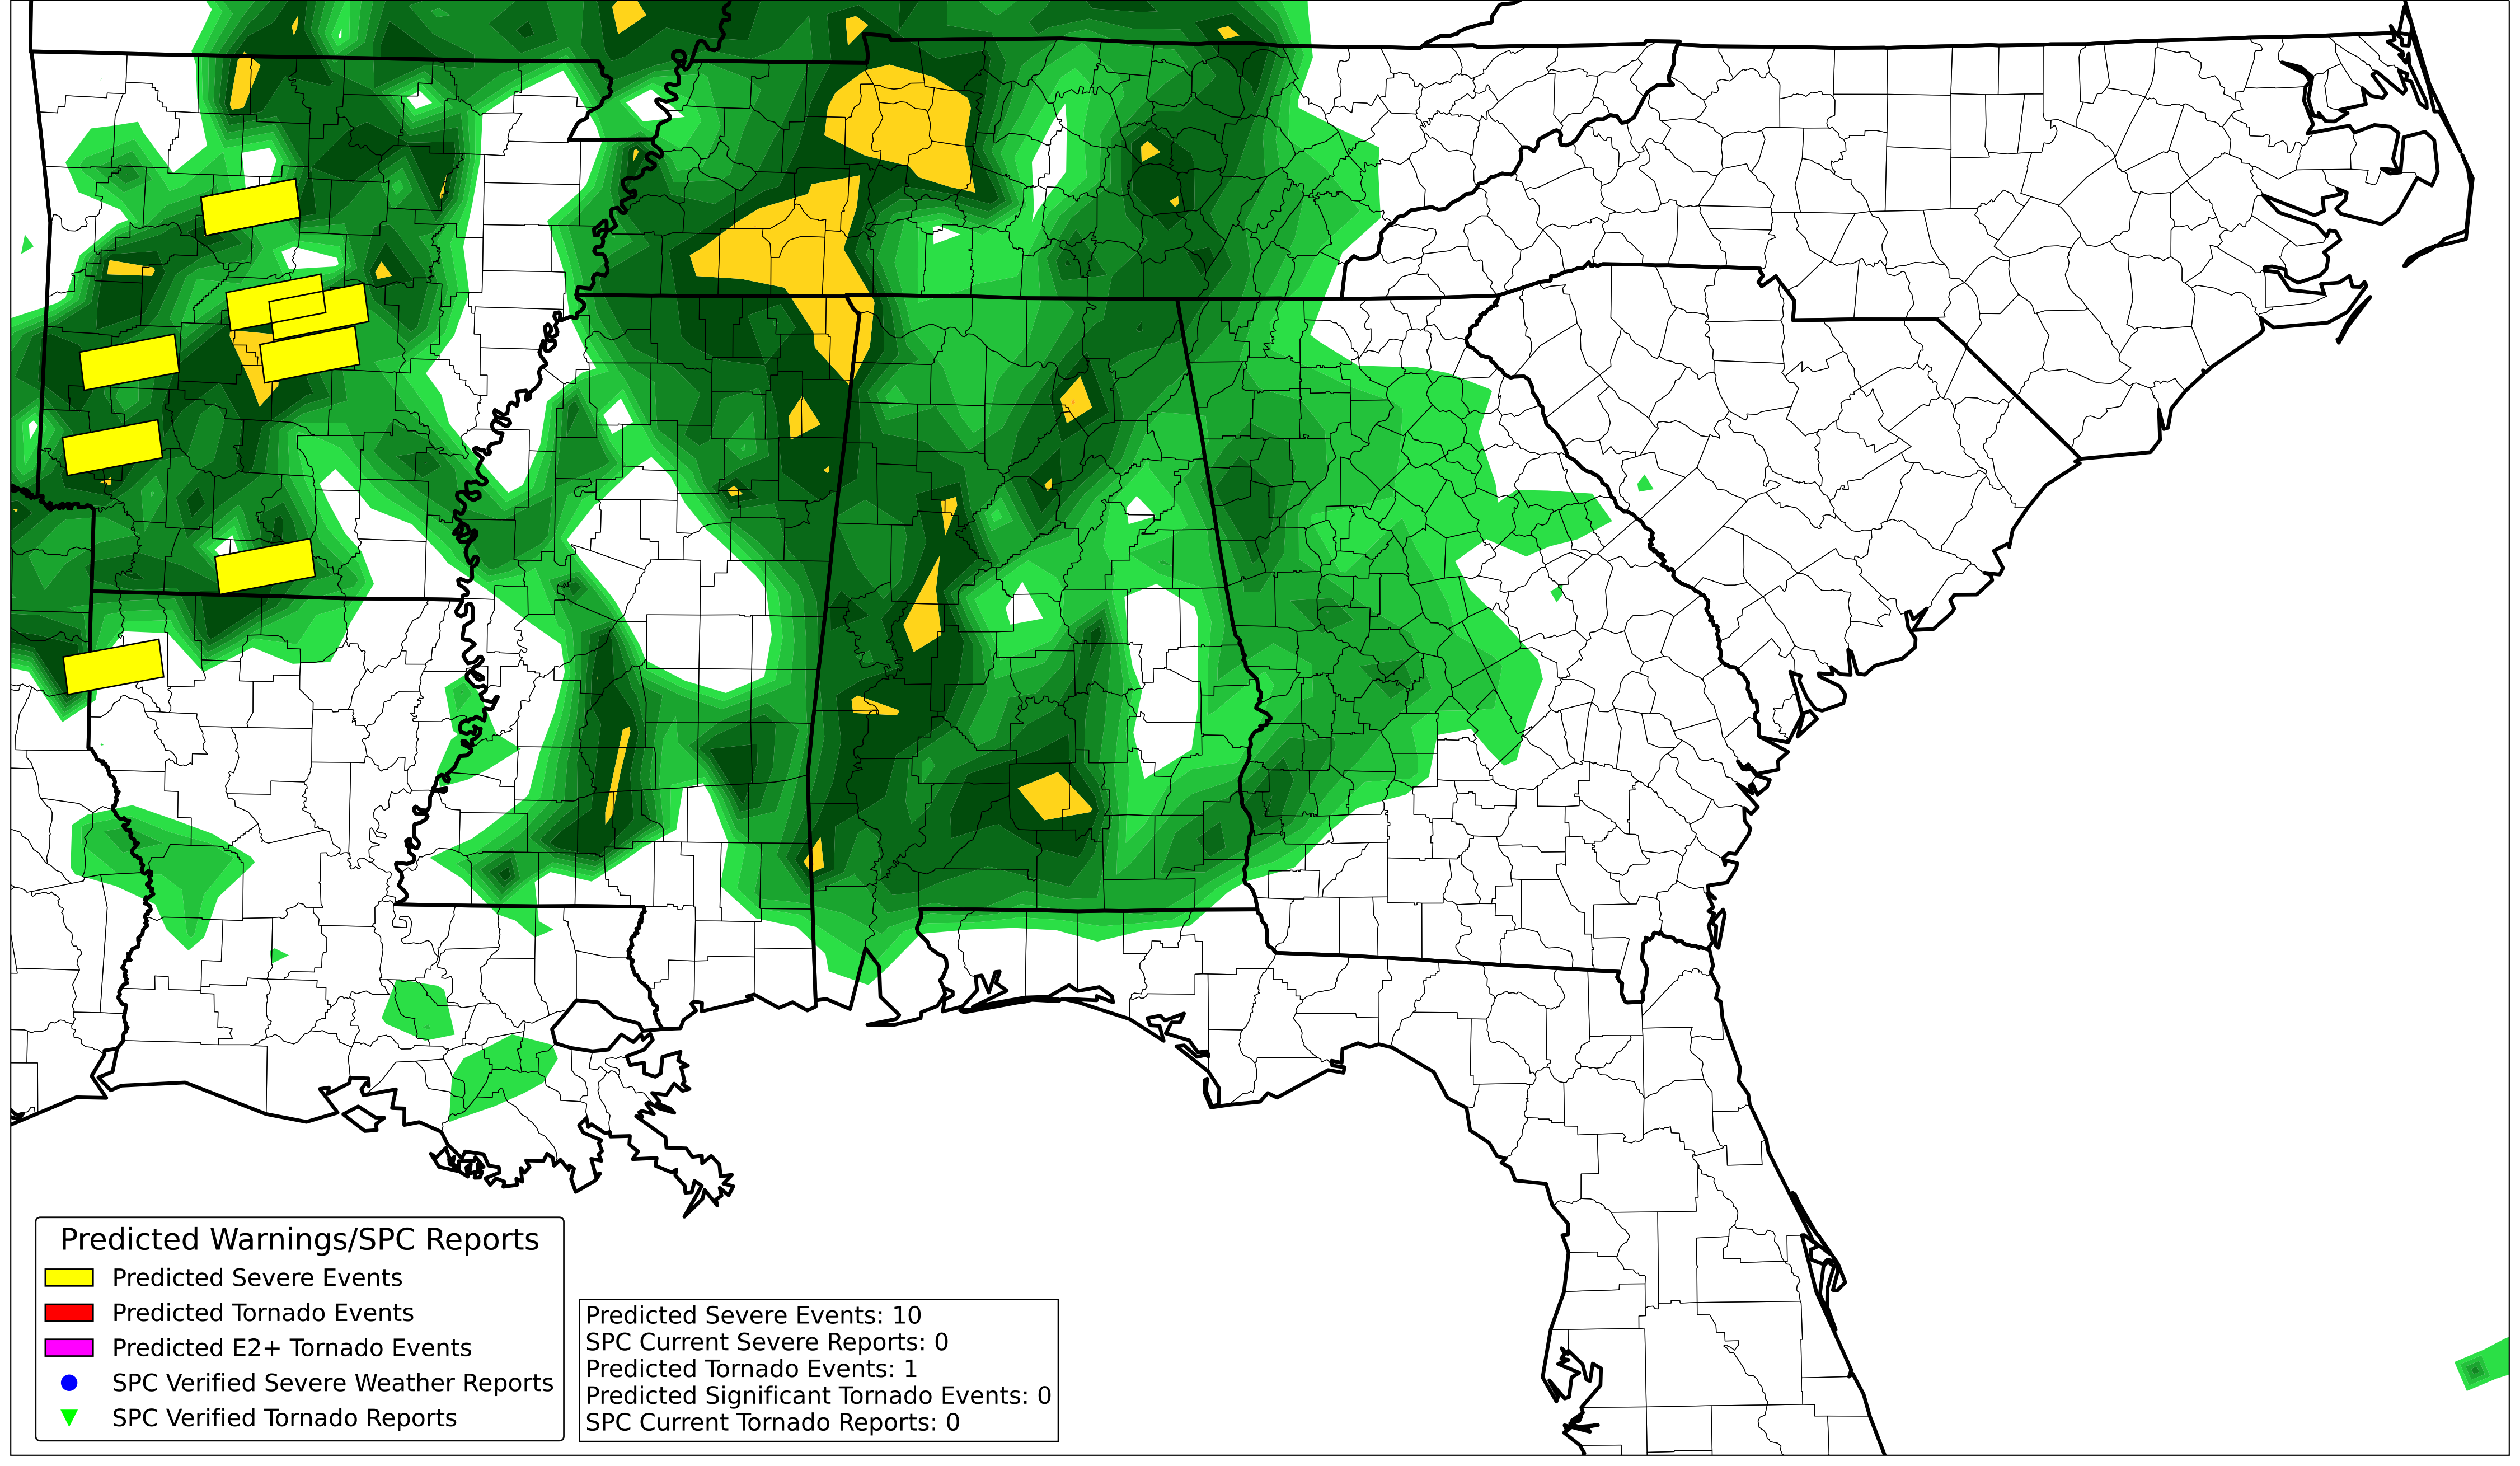 Predicted Warnings/SPC Reports
Predicted Severe Events
Predicted Tornado Events
Predicted E2+ Tornado Events
SPC Verified Severe Weather Reports
SPC Verified Tornado Reports
Predicted Severe Events: 10
SPC Current Severe Reports: 0
Predicted Tornado Events: 1
Predicted Significant Tornado Events: 0
SPC Current Tornado Reports: 0